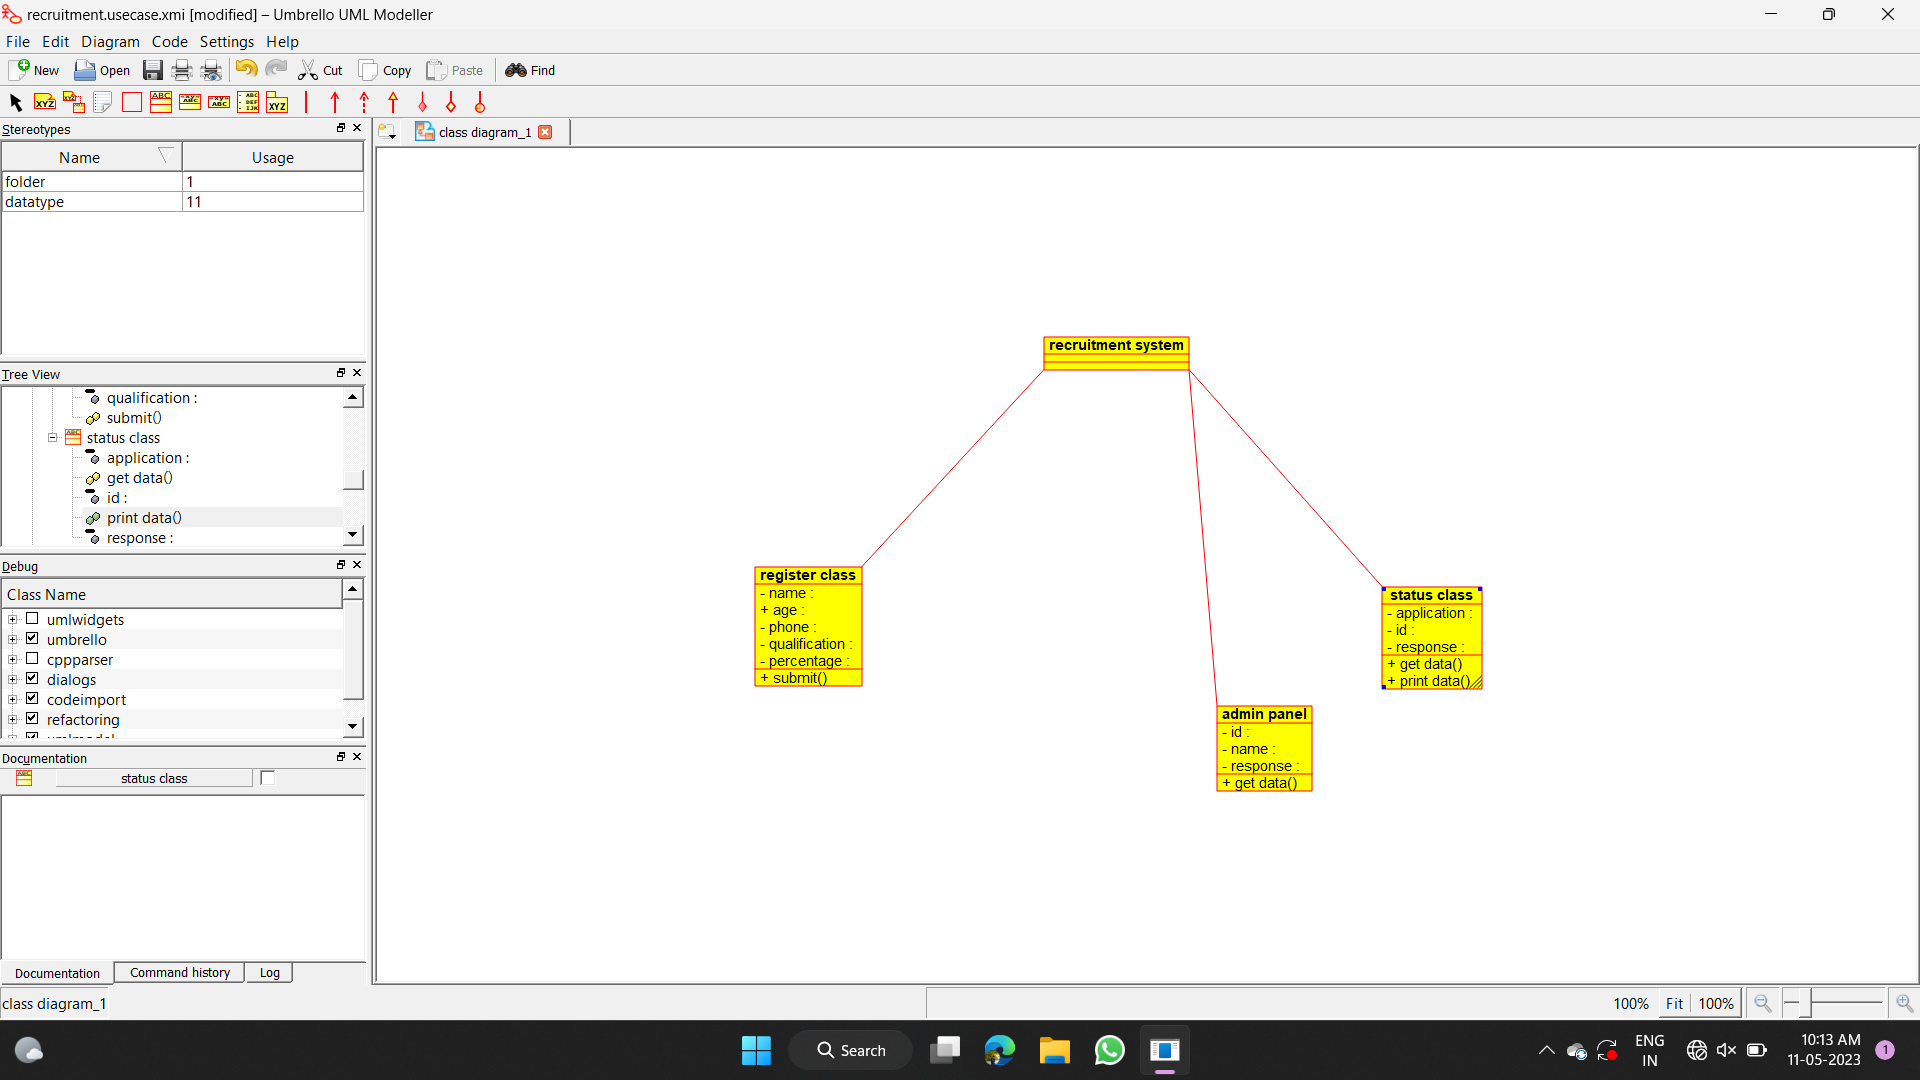 recruitment.usecase.xmi [modified] – Umbrello UML Modeller
File Edit Diagram Code Settings Help
New Open Cut Copy Paste Find
Stereotypes
Name Usage
folder 1
datatype 11
Tree View
qualification :
submit()
status class
application :
get data()
id :
print data()
response :
Debug
Class Name
umlwidgets
umbrello
cppparser
dialogs
codeimport
refactoring
Documentation
status class
Documentation Command history Log
class diagram_1
class diagram_1
recruitment system
register class
- name :
+ age :
- phone :
- qualification :
- percentage :
+ submit()
admin panel
- id :
- name :
- response :
+ get data()
status class
- application :
- id :
- response :
+ get data()
+ print data()
100% Fit 100%
Search
ENG
IN
10:13 AM
11-05-2023
1